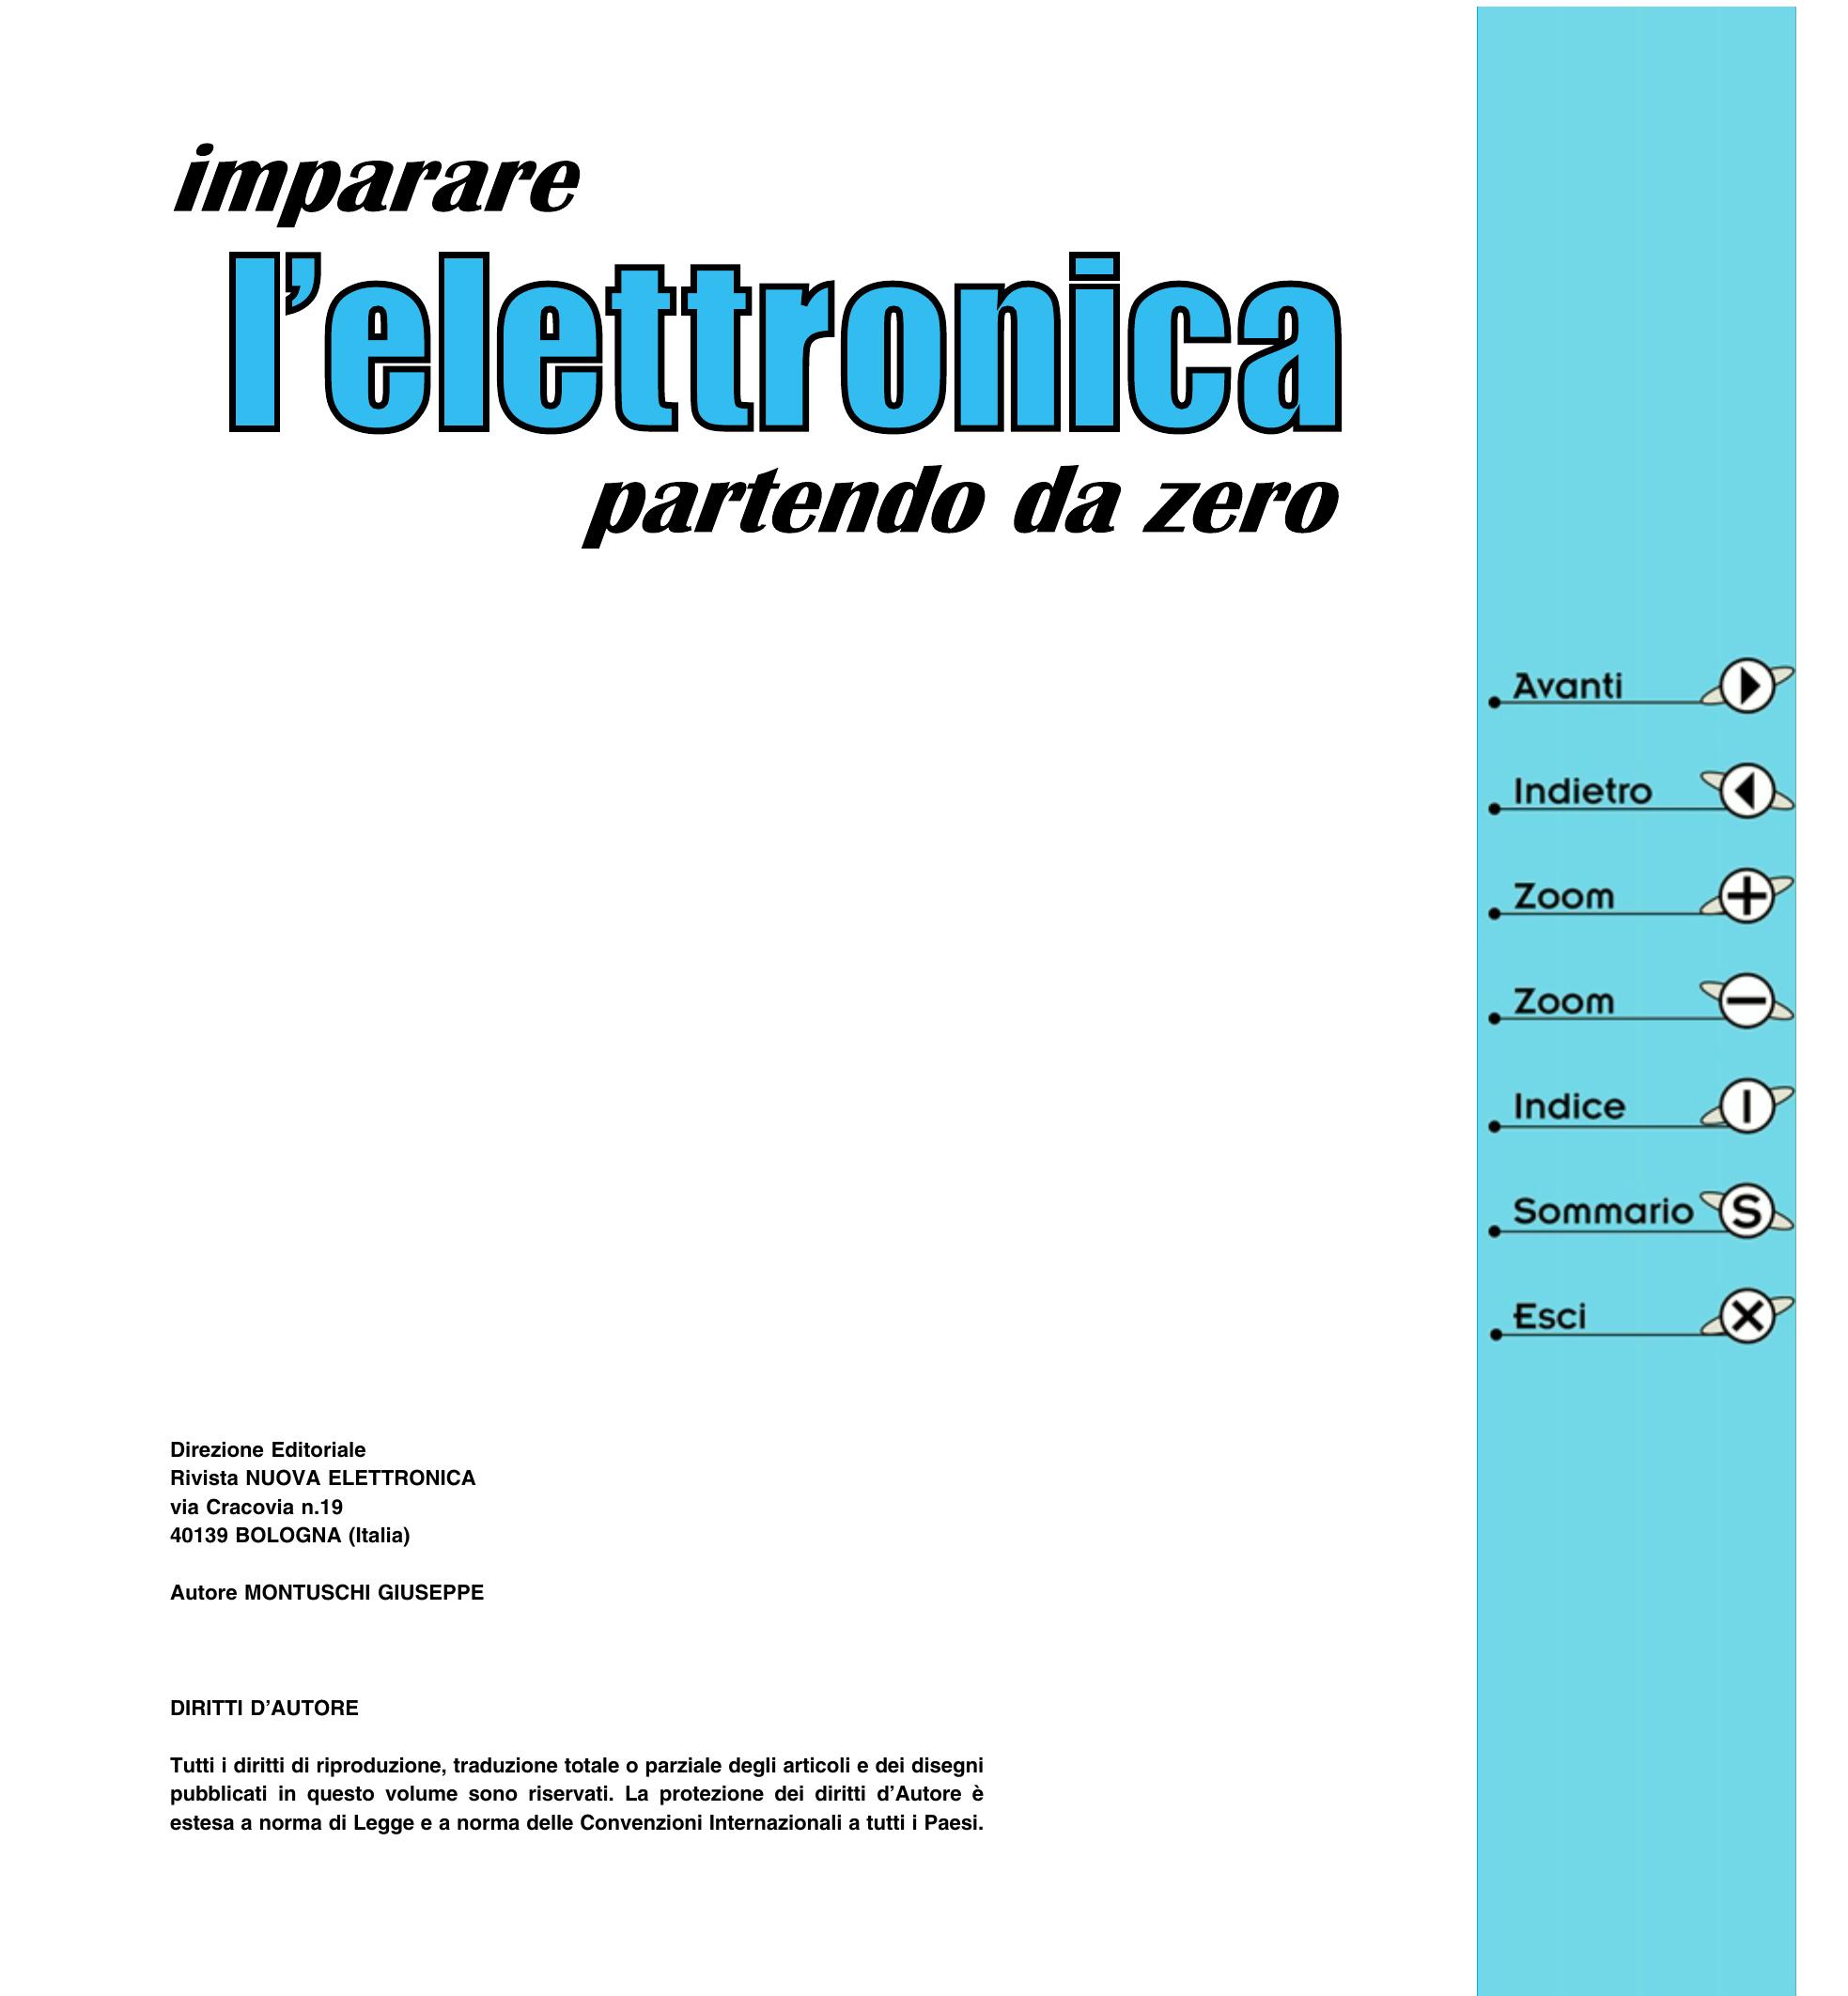 imparare
l'elettronica
partendo da zero
Avanti
Indietro
Zoom +
Zoom −
Indice I
Sommario S
Esci ×
Direzione Editoriale
Rivista NUOVA ELETTRONICA
via Cracovia n.19
40139 BOLOGNA (Italia)
Autore MONTUSCHI GIUSEPPE
DIRITTI D'AUTORE
Tutti i diritti di riproduzione, traduzione totale o parziale degli articoli e dei disegni
pubblicati in questo volume sono riservati. La protezione dei diritti d'Autore è
estesa a norma di Legge e a norma delle Convenzioni Internazionali a tutti i Paesi.